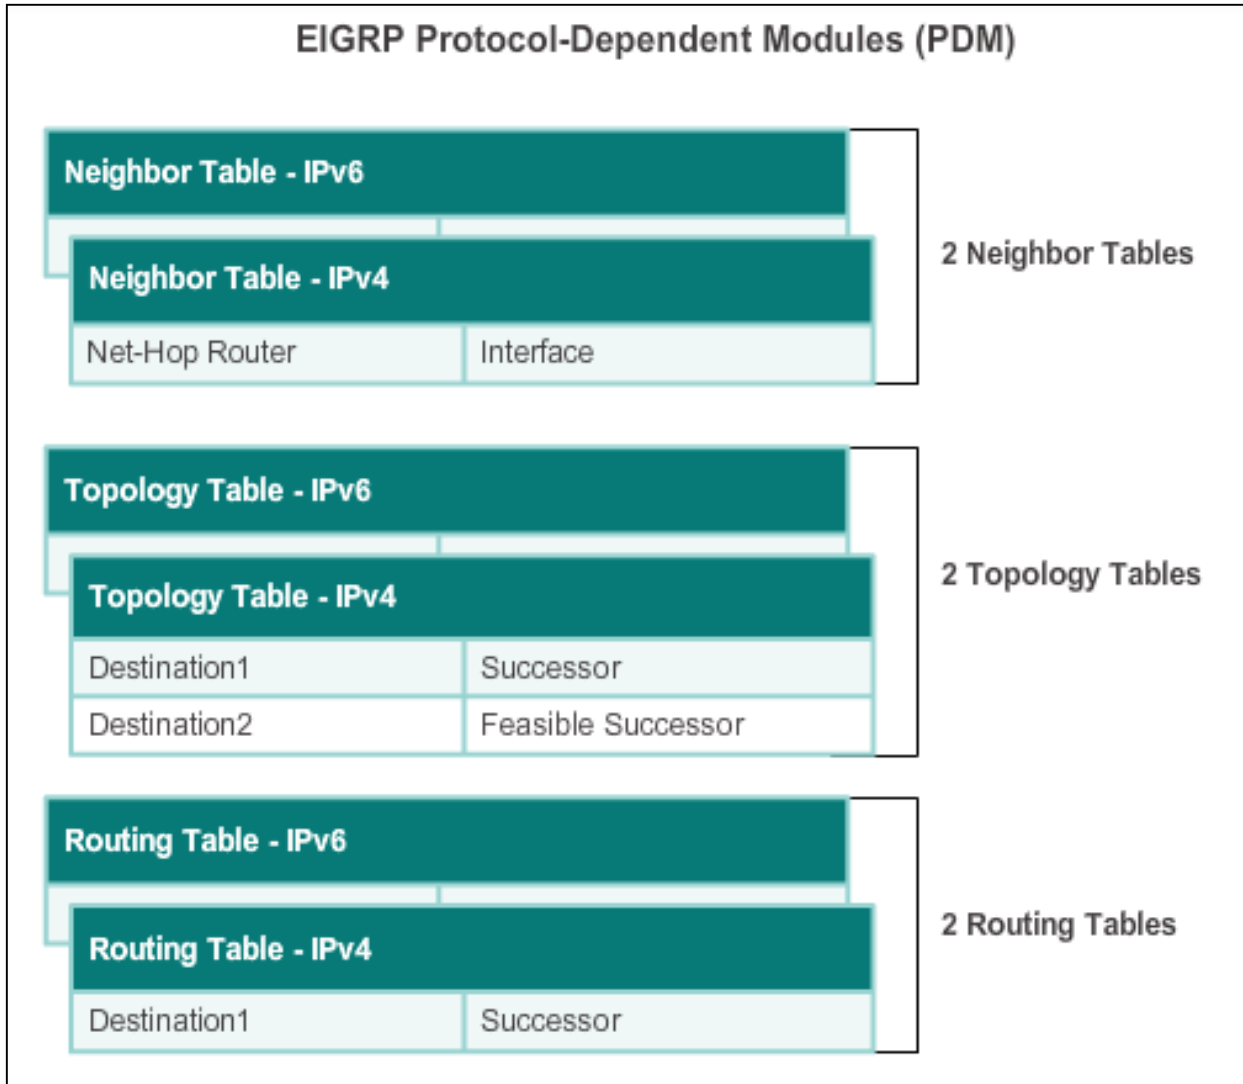 EIGRP Protocol-Dependent Modules (PDM)
Neighbor Table - IPv6
Neighbor Table - IPv4
Net-Hop Router Interface
2 Neighbor Tables
Topology Table - IPv6
Topology Table - IPv4
Destination1 Successor
Destination2 Feasible Successor
2 Topology Tables
Routing Table - IPv6
Routing Table - IPv4
Destination1 Successor
2 Routing Tables